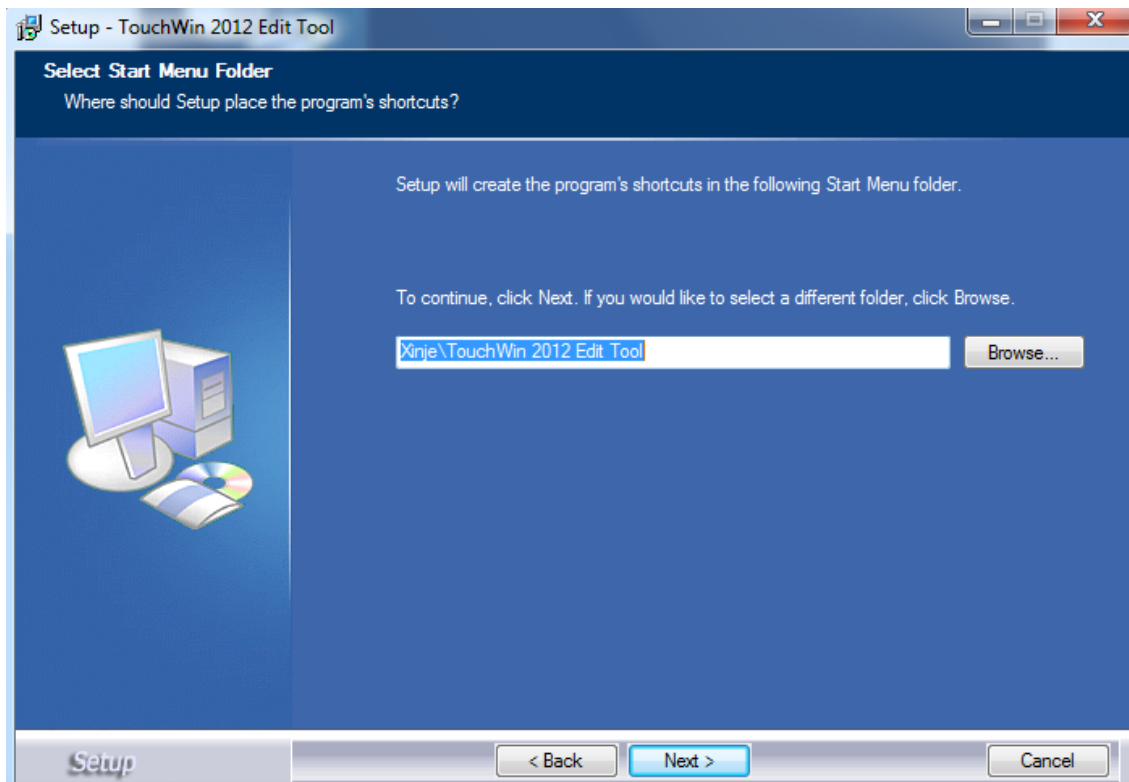 Setup - TouchWin 2012 Edit Tool
Select Start Menu Folder
Where should Setup place the program's shortcuts?
Setup will create the program's shortcuts in the following Start Menu folder.
To continue, click Next. If you would like to select a different folder, click Browse.
Xinje\TouchWin 2012 Edit Tool
Browse...
Setup
< Back
Next >
Cancel